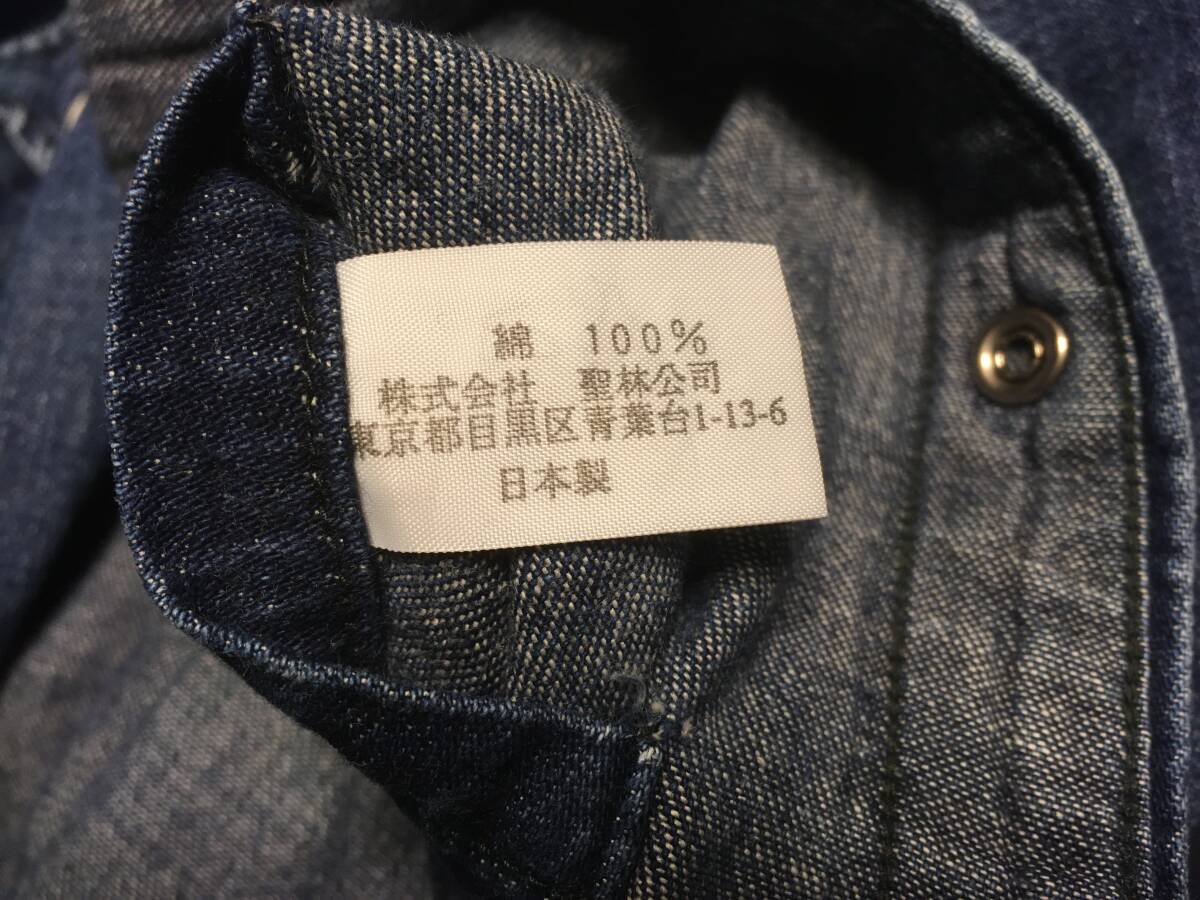 綿　100%
株式会社　聖林公司
東京都目黒区青葉台1-13-6
日本製